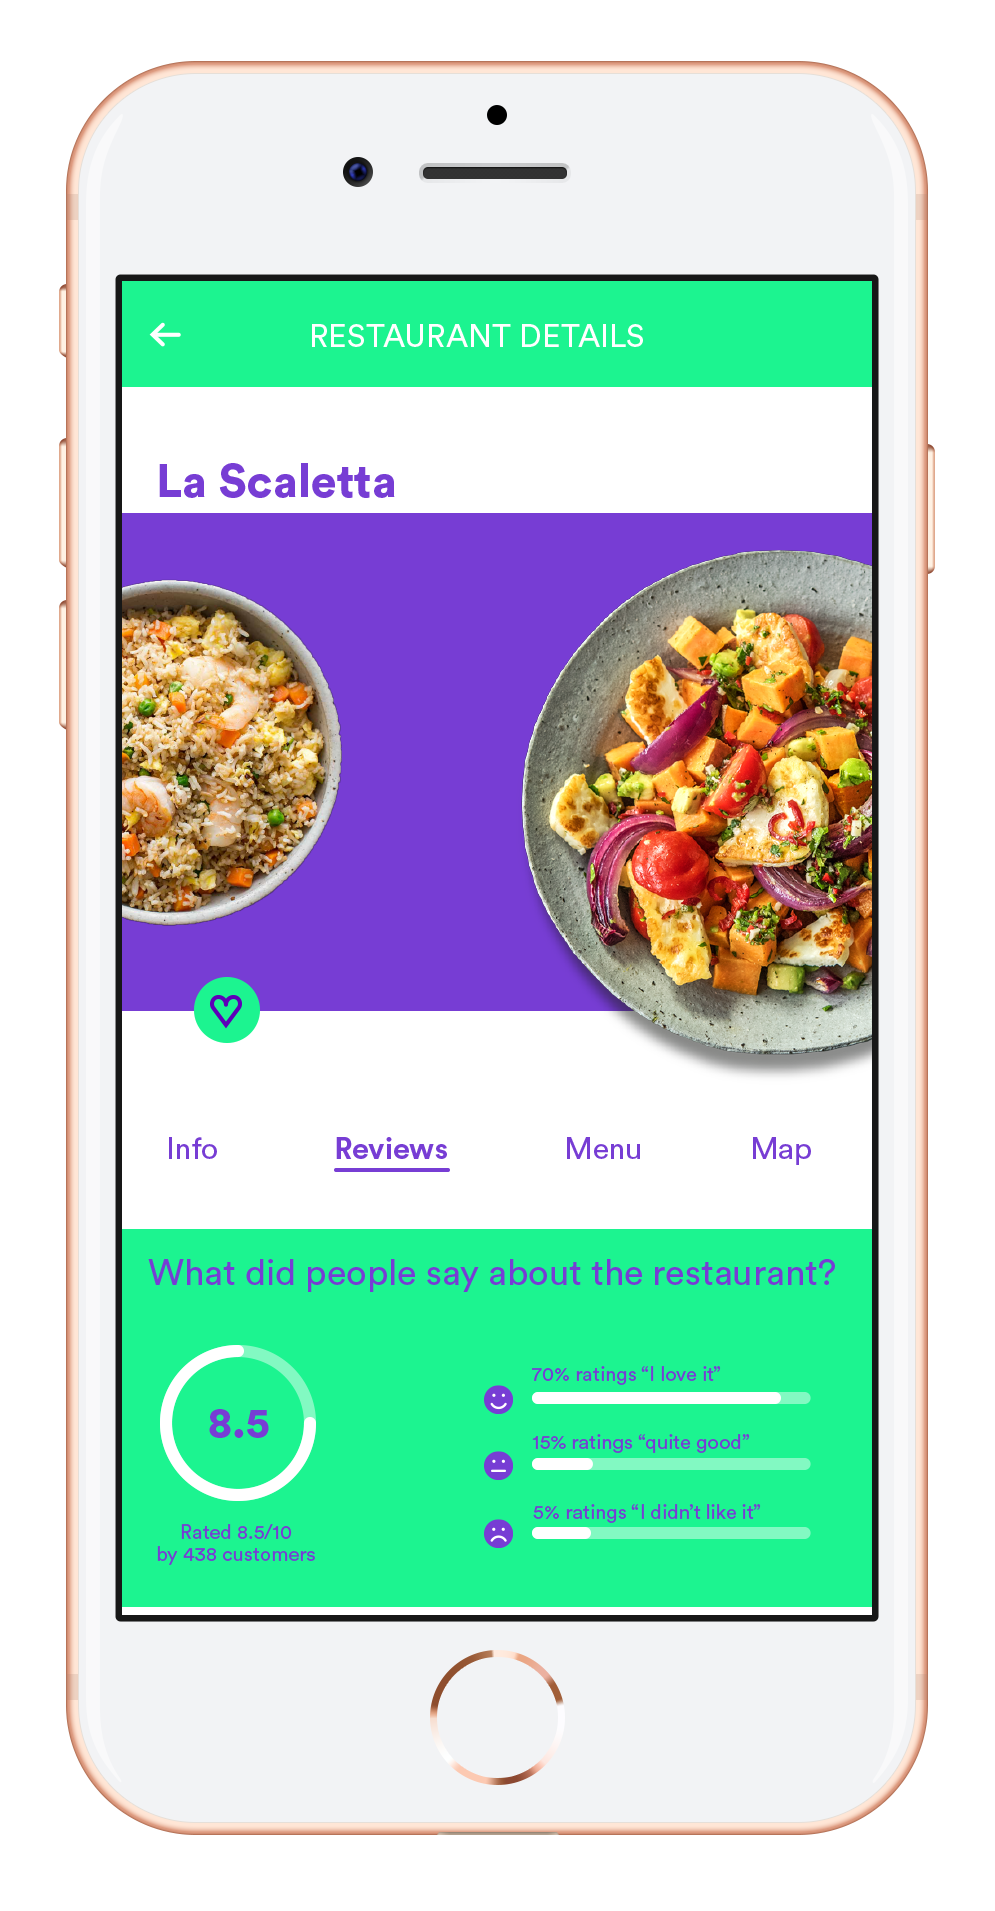 RESTAURANT DETAILS
La Scaletta
Info Reviews Menu Map
What did people say about the restaurant?
8.5
Rated 8.5/10
by 438 customers
70% ratings “I love it”
15% ratings “quite good”
5% ratings “I didn’t like it”